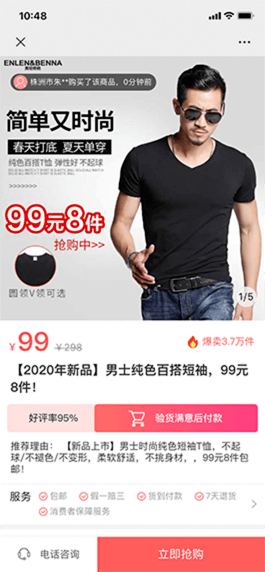 10:48
ENLEN&BENNA
株洲市朱**购买了该商品，0分钟前
简单又时尚
春天打底 夏天单穿
纯色百搭T恤 弹性好 不起球
>>>>>>>
99元8件
抢购中>>
圆领V领可选
1/5
¥99 ¥298
爆卖3.7万件
【2020年新品】男士纯色百搭短袖，99元
8件！
好评率95%
验货满意后付款
推荐理由： 【新品上市】男士时尚纯色短袖T恤，不起
球/不褪色/不变形，柔软舒适，不挑身材，，99元8件包
邮！
服务 包邮 假一赔三 货到付款 7天退货
消费者保障服务
电话咨询
立即抢购